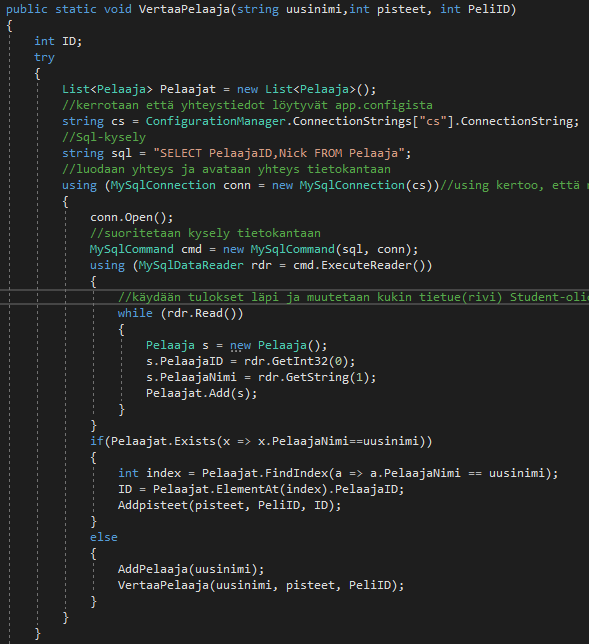 public static void VertaaPelaaja(string uusinimi,int pisteet, int PeliID)
{
int ID;
try
{
List<Pelaaja> Pelaajat = new List<Pelaaja>();
//kerrotaan että yhteystiedot löytyvät app.configista
string cs = ConfigurationManager.ConnectionStrings["cs"].ConnectionString;
//Sql-kysely
string sql = "SELECT PelaajaID,Nick FROM Pelaaja";
//luodaan yhteys ja avataan yhteys tietokantaan
using (MySqlConnection conn = new MySqlConnection(cs))//using kertoo, että
{
conn.Open();
//suoritetaan kysely tietokantaan
MySqlCommand cmd = new MySqlCommand(sql, conn);
using (MySqlDataReader rdr = cmd.ExecuteReader())
{
//käydään tulokset läpi ja muutetaan kukin tietue(rivi) Student-olio
while (rdr.Read())
{
Pelaaja s = new Pelaaja();
s.PelaajaID = rdr.GetInt32(0);
s.PelaajaNimi = rdr.GetString(1);
Pelaajat.Add(s);
}
}
if(Pelaajat.Exists(x => x.PelaajaNimi==uusinimi))
{
int index = Pelaajat.FindIndex(a => a.PelaajaNimi == uusinimi);
ID = Pelaajat.ElementAt(index).PelaajaID;
Addpisteet(pisteet, PeliID, ID);
}
else
{
AddPelaaja(uusinimi);
VertaaPelaaja(uusinimi, pisteet, PeliID);
}
}
}